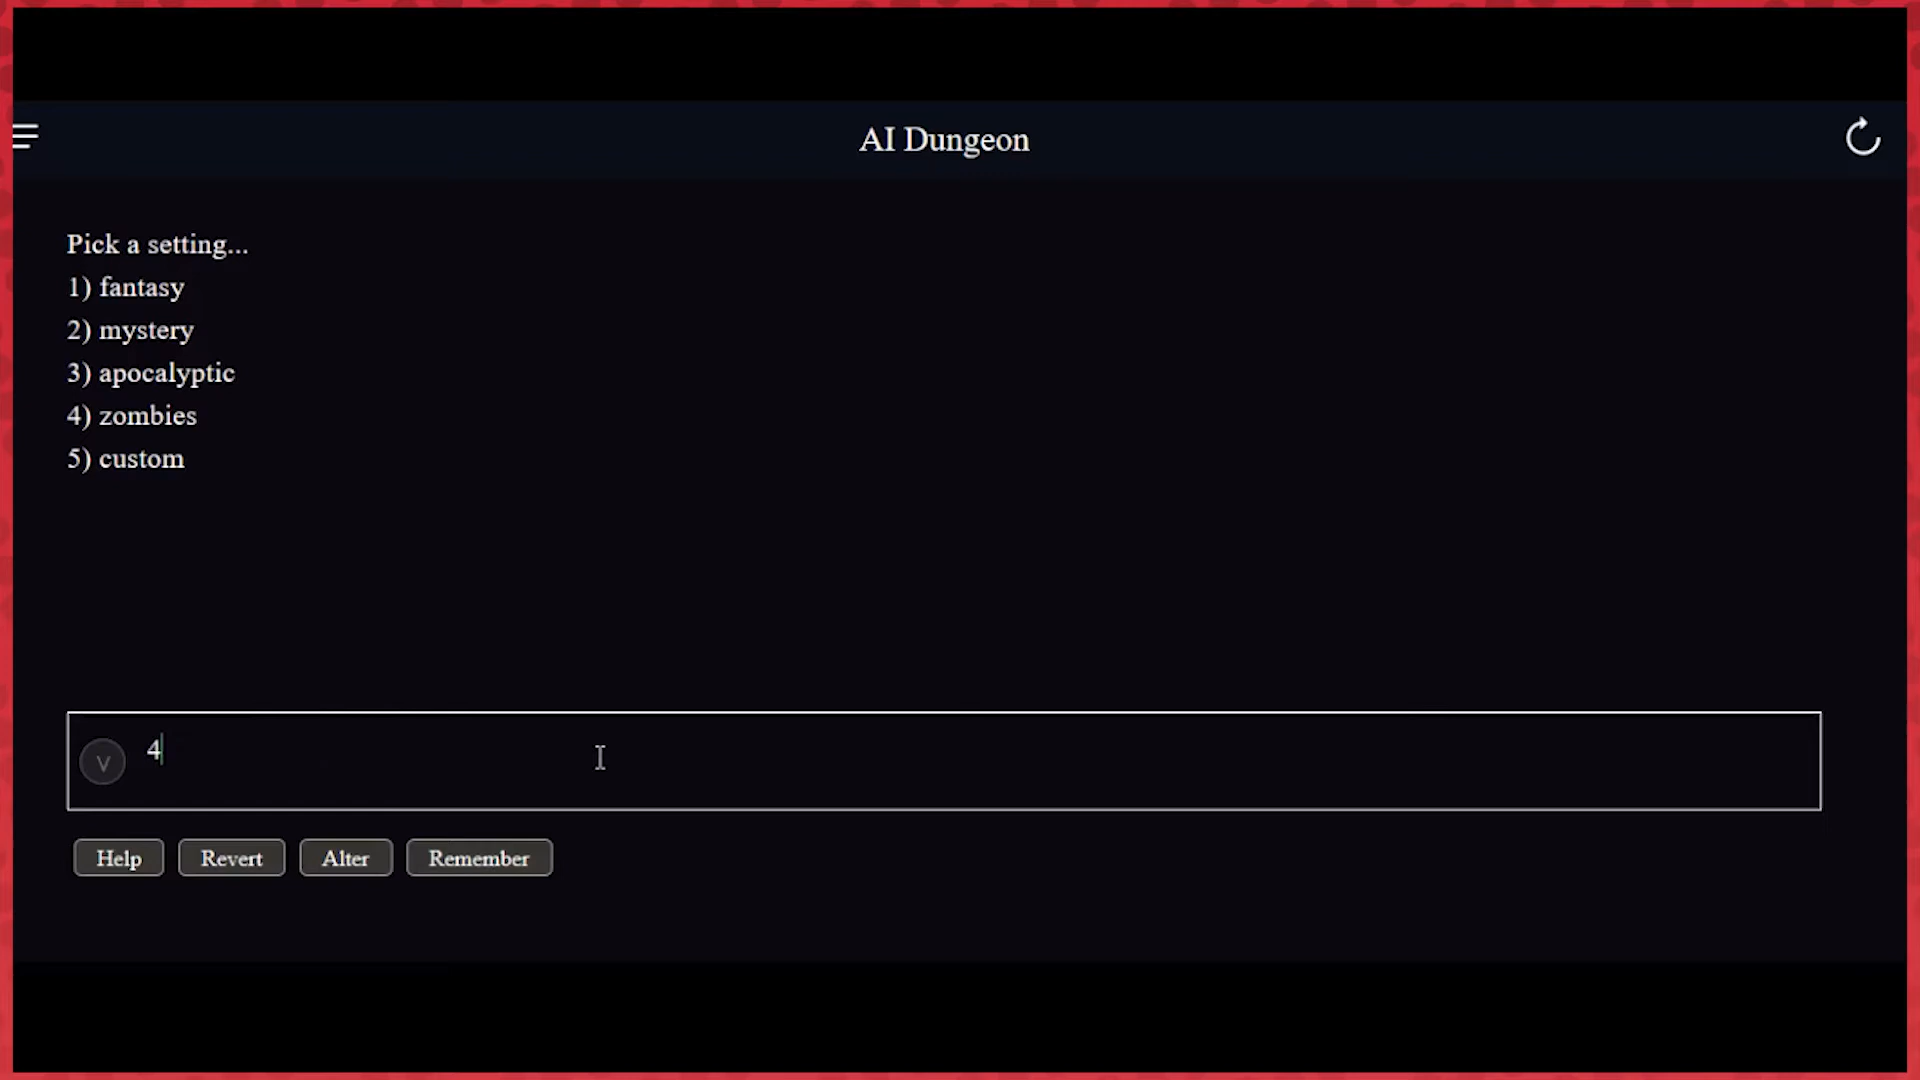 AI Dungeon
Pick a setting...
1) fantasy
2) mystery
3) apocalyptic
4) zombies
5) custom
V 4
Help Revert Alter Remember